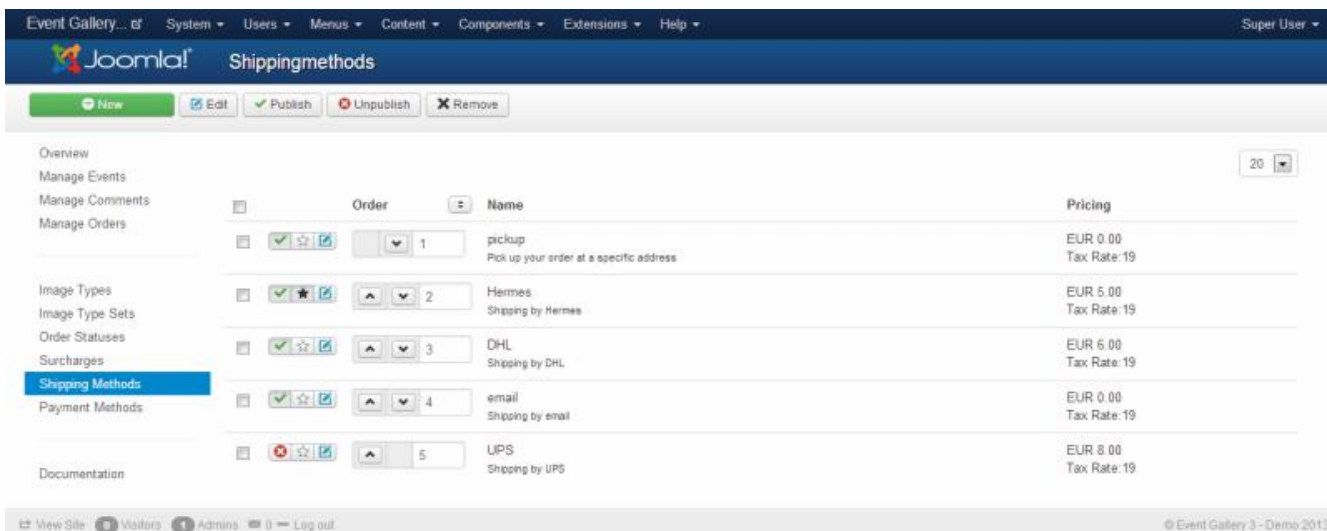 Event Gallery... System Users Menus Content Components Extensions Help Super User
Joomla! Shippingmethods
New Edit Publish Unpublish Remove
Overview
Manage Events
Manage Comments
Manage Orders
Image Types
Image Type Sets
Order Statuses
Surcharges
Shipping Methods
Payment Methods
Documentation
20
Order Name Pricing
1 pickup EUR 0.00
Pick up your order at a specific address Tax Rate:19
2 Hermes EUR 5.00
Shipping by Hermes Tax Rate:19
3 DHL EUR 6.00
Shipping by DHL Tax Rate:19
4 email EUR 0.00
Shipping by email Tax Rate:19
5 UPS EUR 8.00
Shipping by UPS Tax Rate:19
View Site Visitors Admins 0 Log out © Event Gallery 3 - Demo